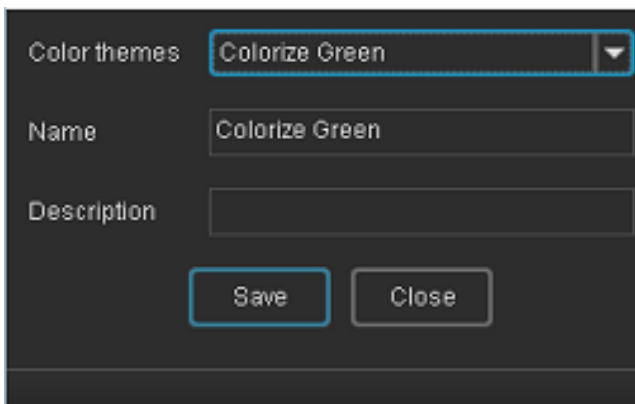 Color themes Colorize Green
Name Colorize Green
Description
Save Close